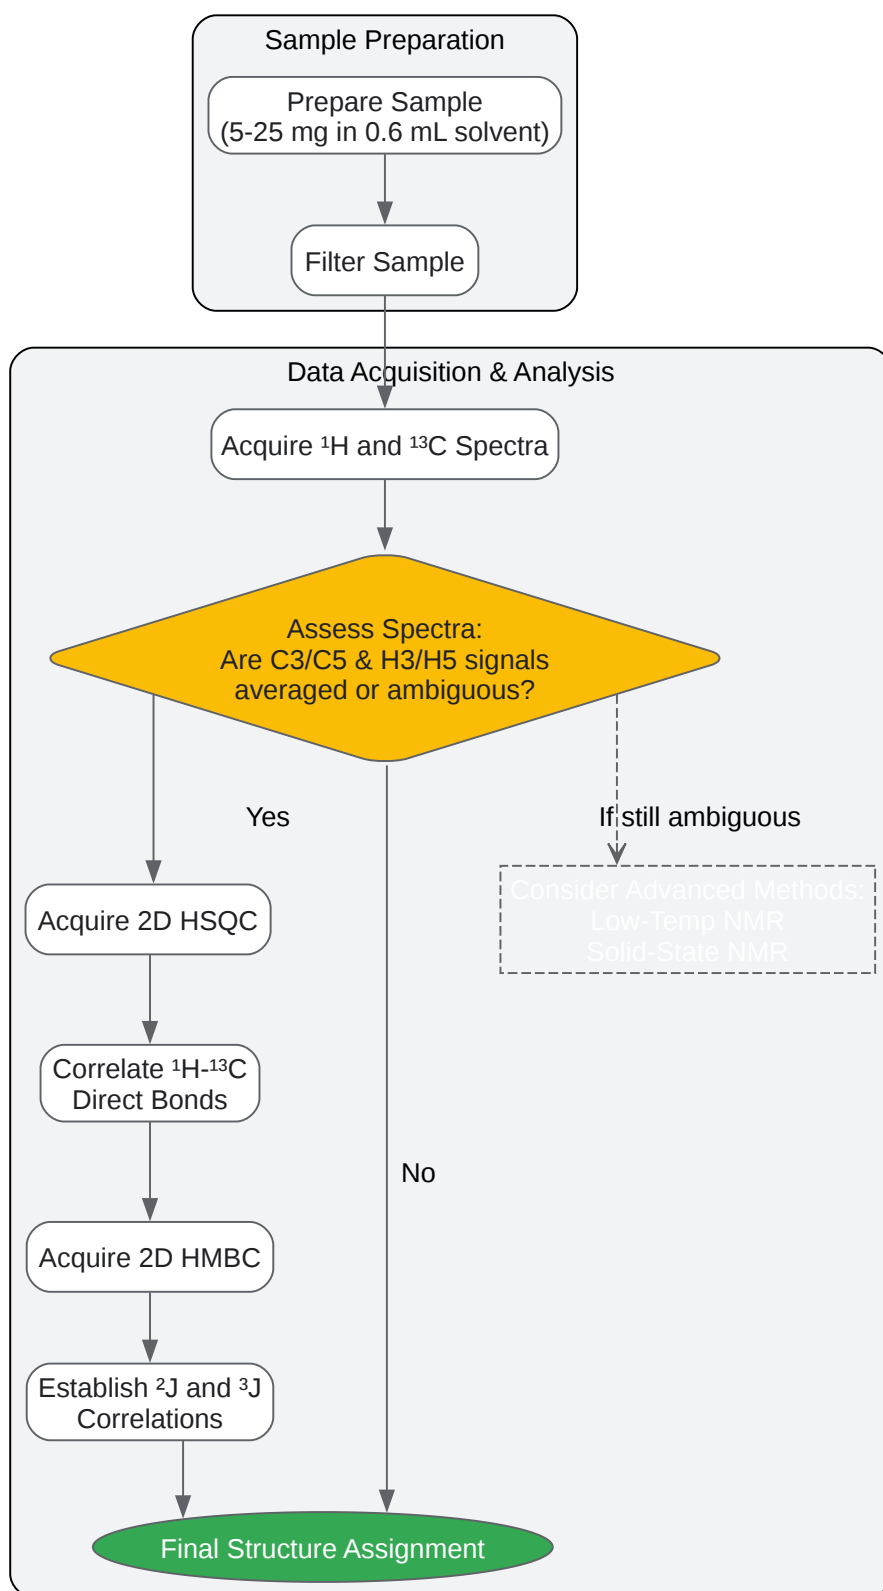 Sample Preparation
Prepare Sample
(5-25 mg in 0.6 mL solvent)
Filter Sample
Data Acquisition & Analysis
Acquire ¹H and ¹³C Spectra
Assess Spectra:
Are C3/C5 & H3/H5 signals
averaged or ambiguous?
Yes
If still ambiguous
Acquire 2D HSQC
Consider Advanced Methods:
Low-Temp NMR
Solid-State NMR
Correlate ¹H-¹³C
Direct Bonds
No
Acquire 2D HMBC
Establish ²J and ³J
Correlations
Final Structure Assignment